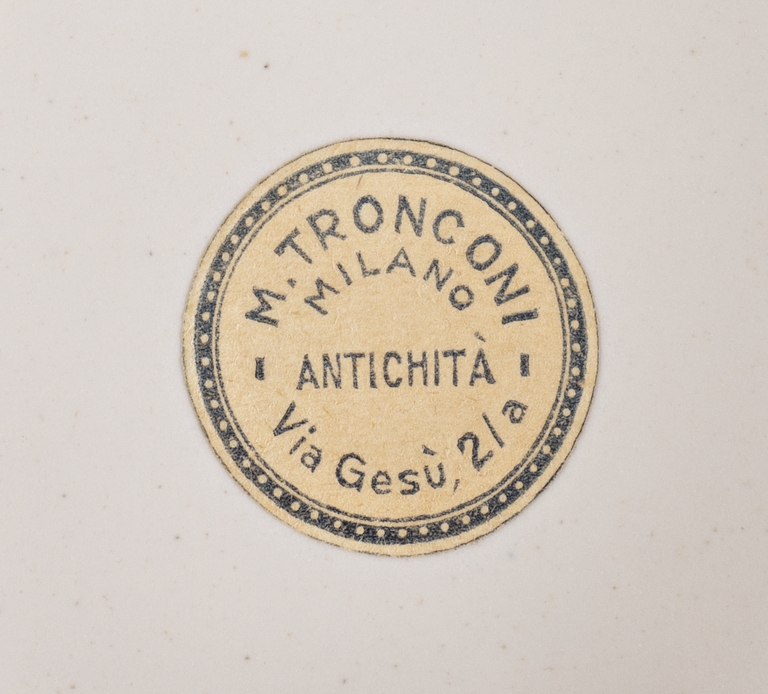 M. TRONCONI
MILANO
- ANTICHITÀ -
Via Gesù, 2/a